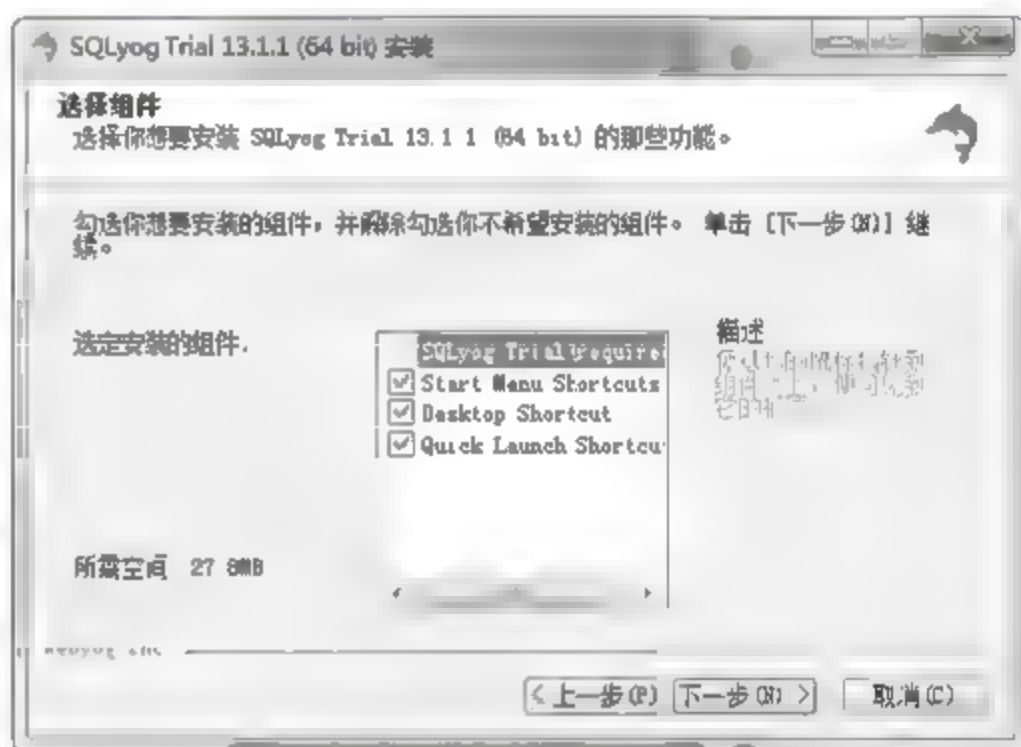 SQLyog Trial 13.1.1 (64 bit) 安装
选择组件
选择你想要安装 SQLyog Trial 13.1 1 (64 bit) 的那些功能。
勾选你想要安装的组件，并解除勾选你不希望安装的组件。 单击 [下一步(N)] 继
续。
选定安装的组件.
描述
SQLyog Trial (require
Start Menu Shortcuts
Desktop Shortcut
Quick Launch Shortcu
所需空间 27 8MB
Webyog Inc
< 上一步(P) 下一步(N) > 取消(C)